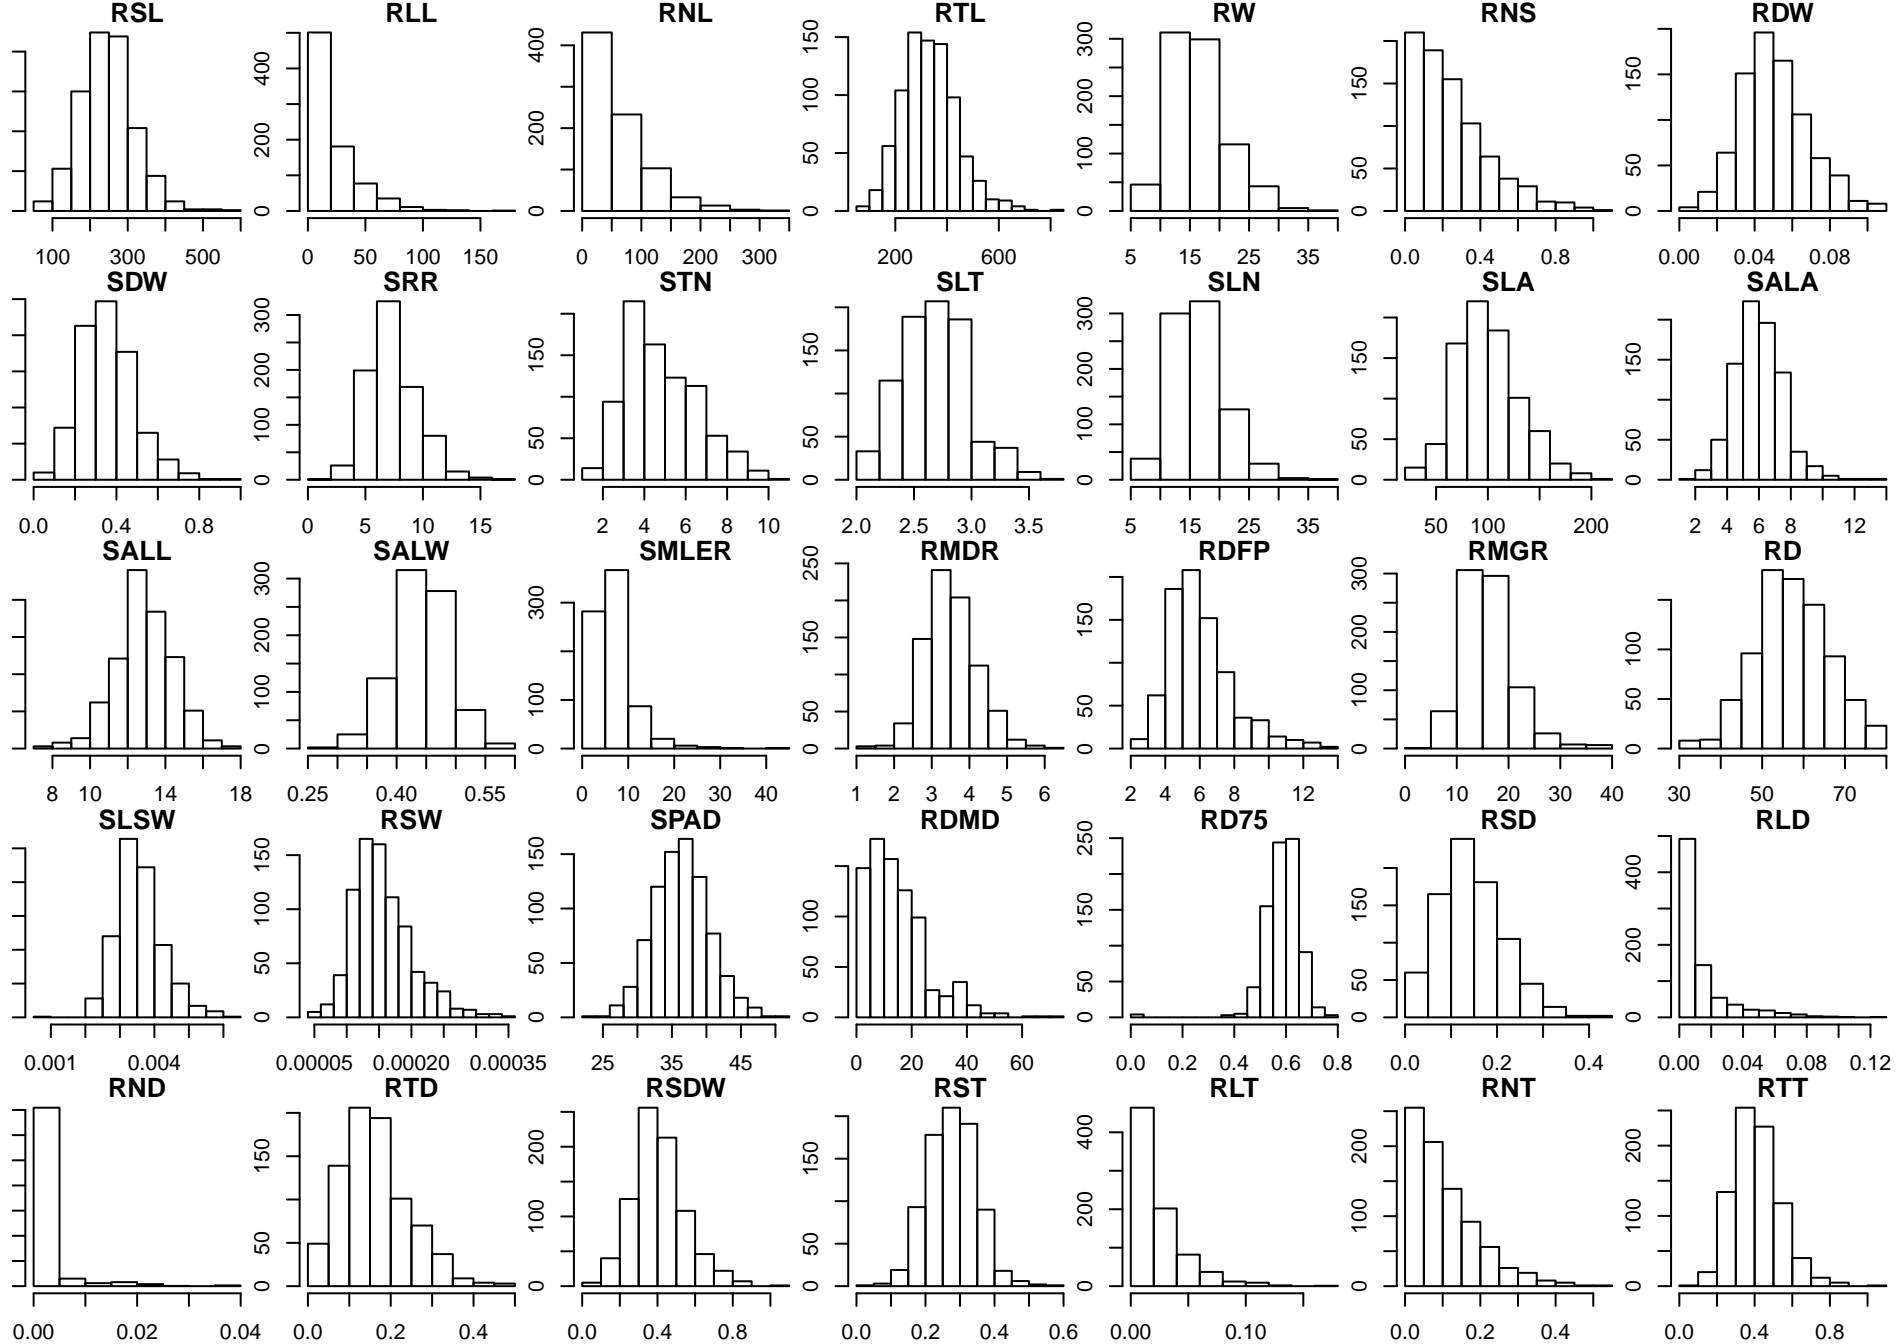 RSL RLL RNL RTL RW RNS RDW
0 200 400
0 200 400
0 50 100 150
0 100 200 300
0 50 150
0 50 150
100 300 500
0 50 100 150
0 100 200 300
200 600
5 15 25 35
0.0 0.4 0.8
0.00 0.04 0.08
SDW SRR STN SLT SLN SLA SALA
0 100 200 300
0 50 150
0 50 150
0 100 200 300
0 50 150
0 50 150
0.0 0.4 0.8
0 5 10 15
2 4 6 8 10
2.0 2.5 3.0 3.5
5 15 25 35
50 100 200
2 4 6 8 12
SALL SALW SMLER RMDR RDFP RMGR RD
0 100 200 300
0 100 300
0 50 150 250
0 50 150
0 100 200 300
0 50 100
8 10 14 18
0.25 0.40 0.55
0 10 20 30 40
1 2 3 4 5 6
2 4 6 8 12
0 10 20 30 40
30 50 70
SLSW RSW SPAD RDMD RD75 RSD RLD
0 50 100 150
0 50 100 150
0 50 100
0 50 150 250
0 50 150
0 200 400
0.001 0.004
0.00005 0.00020 0.00035
25 35 45
0 20 40 60
0.0 0.2 0.4 0.6 0.8
0.0 0.2 0.4
0.00 0.04 0.08 0.12
RND RTD RSDW RST RLT RNT RTT
0 50 150
0 100 200
0 50 150
0 200 400
0 100 200
0 100 200
0.00 0.02 0.04
0.0 0.2 0.4
0.0 0.4 0.8
0.0 0.2 0.4 0.6
0.00 0.10
0.0 0.2 0.4
0.0 0.4 0.8